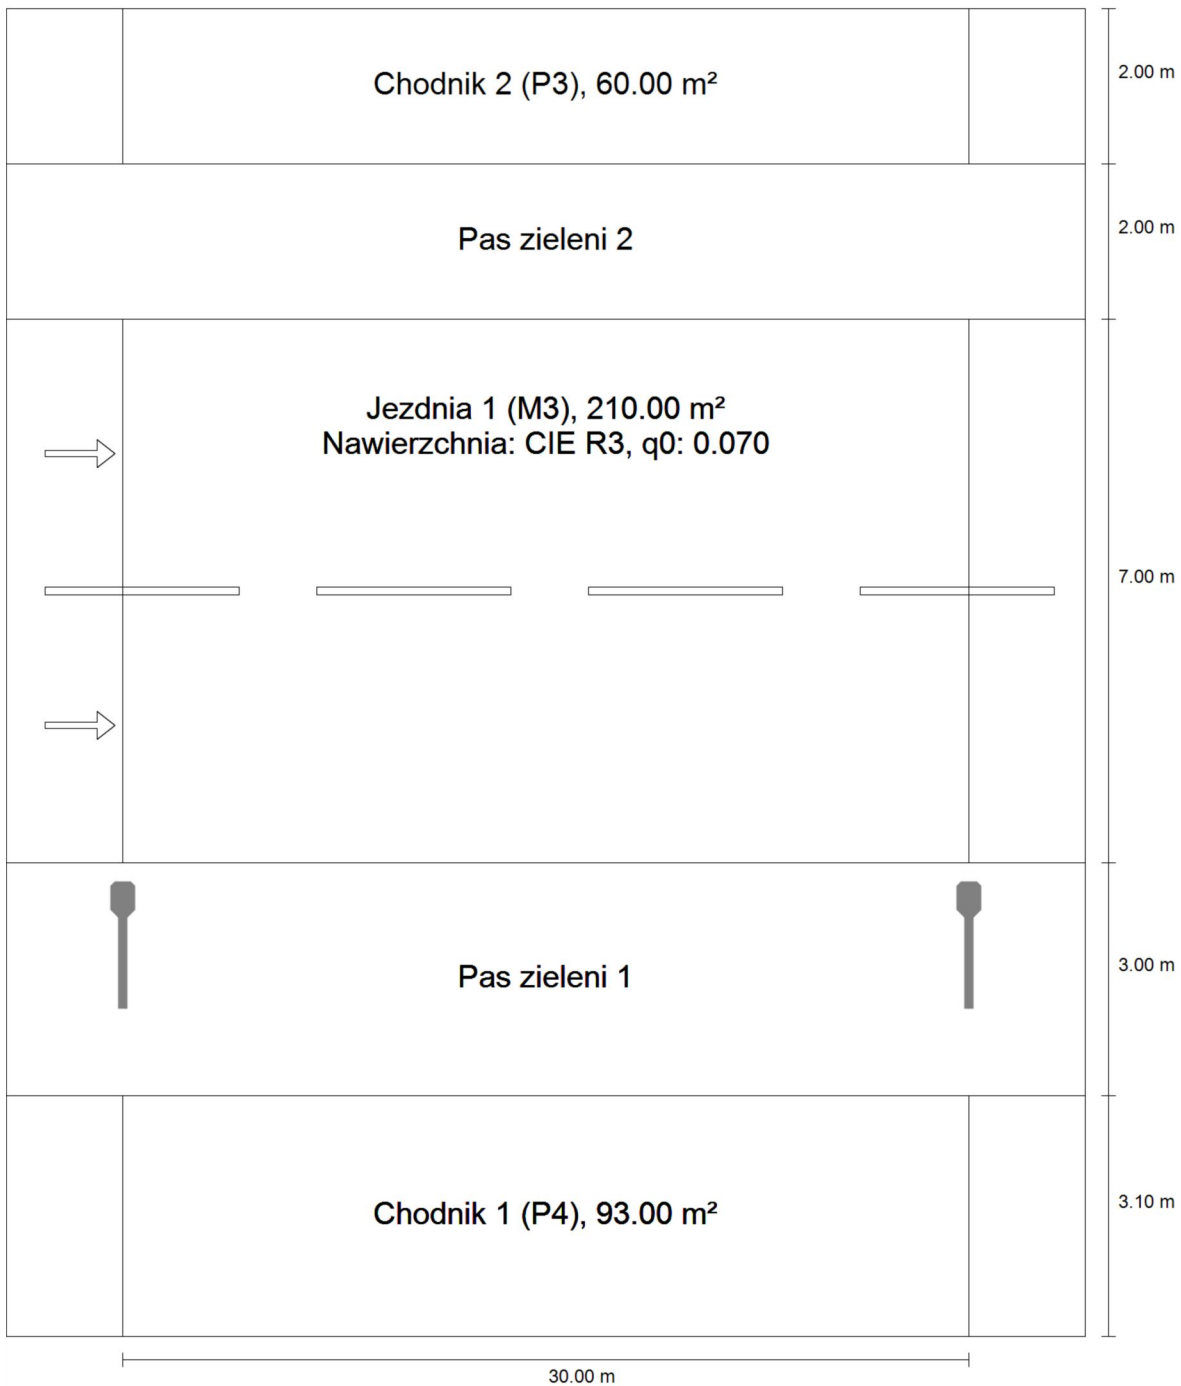 Chodnik 2 (P3), 60.00 m²
2.00 m
Pas zieleni 2
2.00 m
Jezdnia 1 (M3), 210.00 m²
Nawierzchnia: CIE R3, q0: 0.070
7.00 m
Pas zieleni 1
3.00 m
Chodnik 1 (P4), 93.00 m²
3.10 m
30.00 m